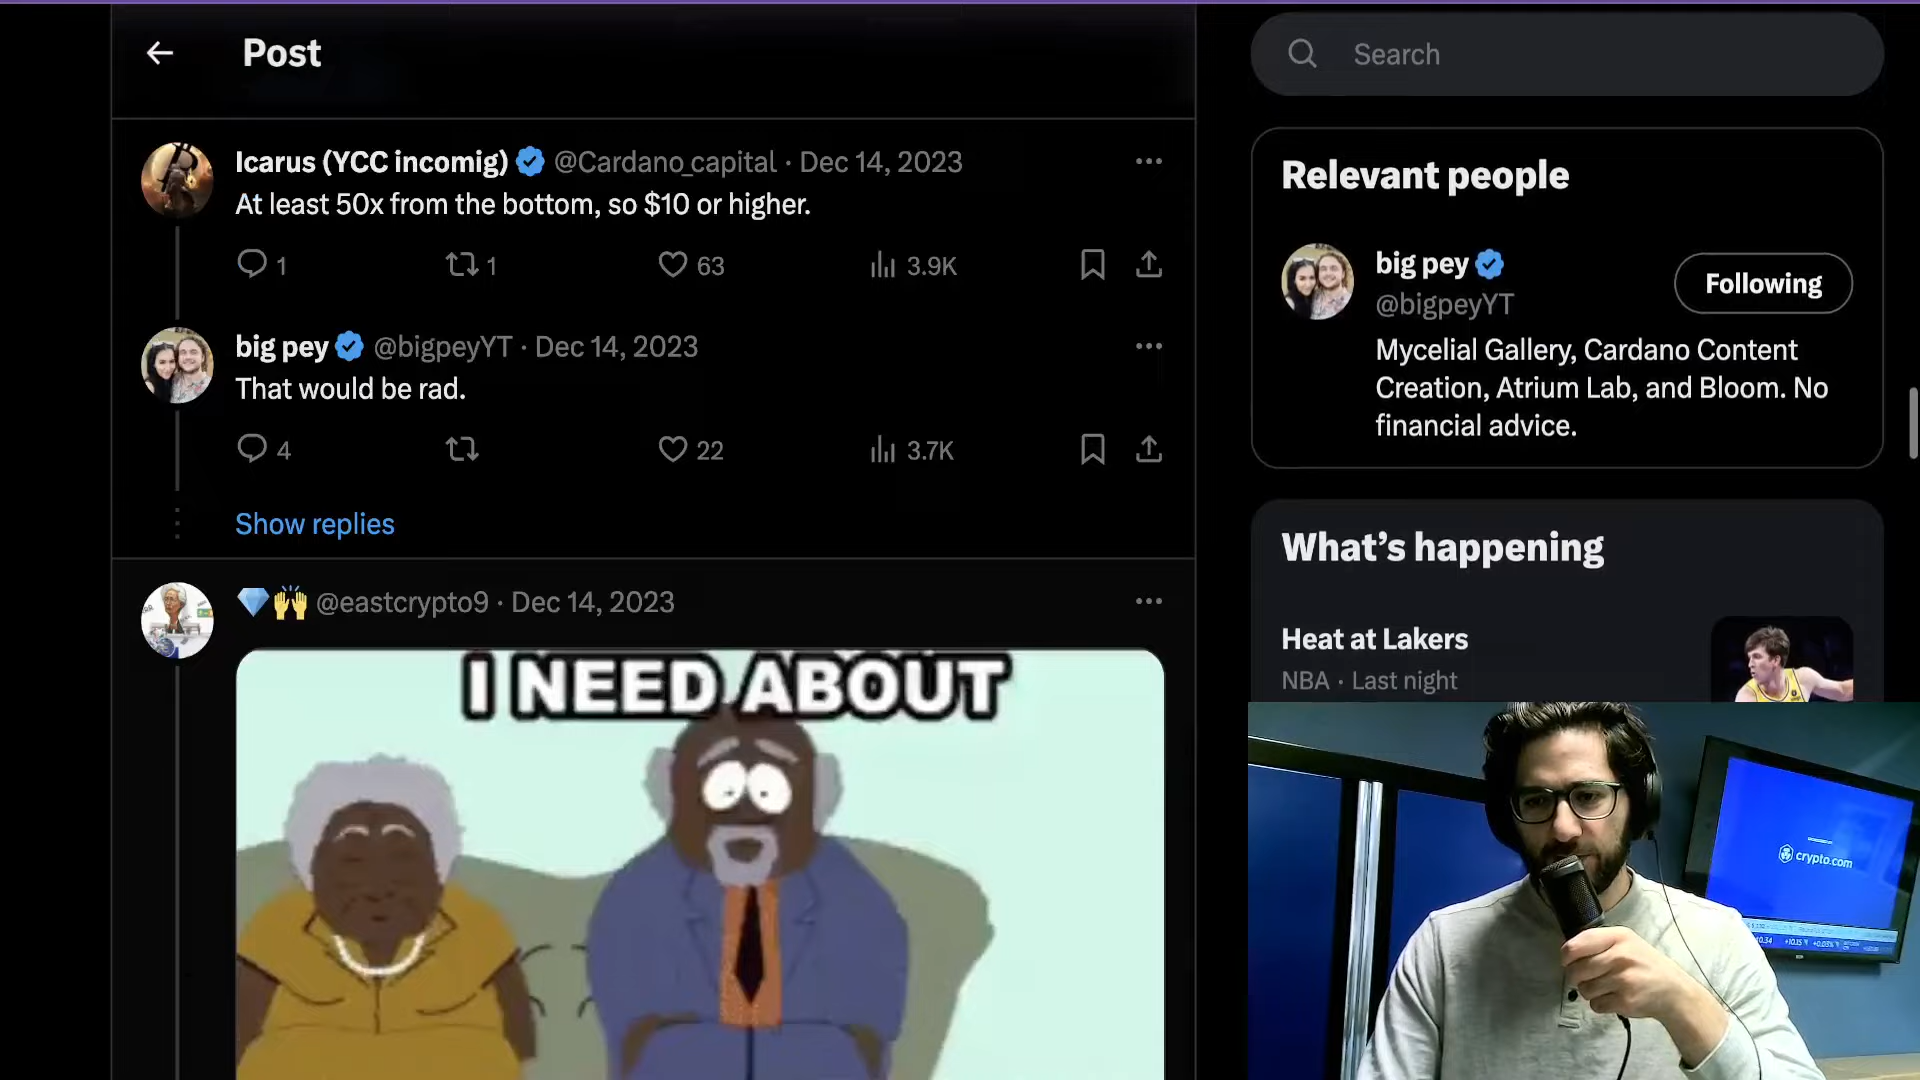 Post
Search
Icarus (YCC incomig) @Cardano_capital · Dec 14, 2023
At least 50x from the bottom, so $10 or higher.
1 1 63 3.9K
big pey @bigpeyYT · Dec 14, 2023
That would be rad.
4 22 3.7K
Show replies
@eastcrypto9 · Dec 14, 2023
I NEED ABOUT
Relevant people
big pey
@bigpeyYT
Following
Mycelial Gallery, Cardano Content
Creation, Atrium Lab, and Bloom. No
financial advice.
What's happening
Heat at Lakers
NBA · Last night
crypto.com